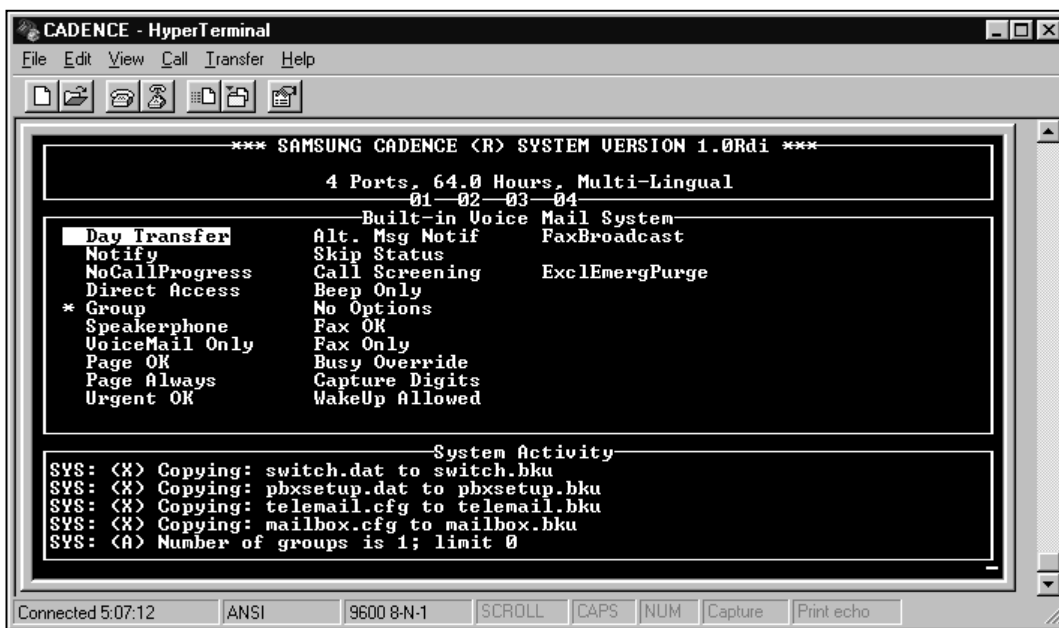 CADENCE - HyperTerminal
File Edit View Call Transfer Help
*** SAMSUNG CADENCE (R) SYSTEM VERSION 1.0Rdi ***
4 Ports, 64.0 Hours, Multi-Lingual
01 02 03 04
Built-in Voice Mail System
Day Transfer Alt. Msg Notif FaxBroadcast
Notify Skip Status
NoCallProgress Call Screening ExclEmergPurge
Direct Access Beep Only
* Group No Options
Speakerphone Fax OK
VoiceMail Only Fax Only
Page OK Busy Override
Page Always Capture Digits
Urgent OK WakeUp Allowed
System Activity
SYS: (X) Copying: switch.dat to switch.bku
SYS: (X) Copying: pbxsetup.dat to pbxsetup.bku
SYS: (X) Copying: telemail.cfg to telemail.bku
SYS: (X) Copying: mailbox.cfg to mailbox.bku
SYS: (A) Number of groups is 1; limit 0
Connected 5:07:12 ANSI 9600 8-N-1 SCROLL CAPS NUM Capture Print echo